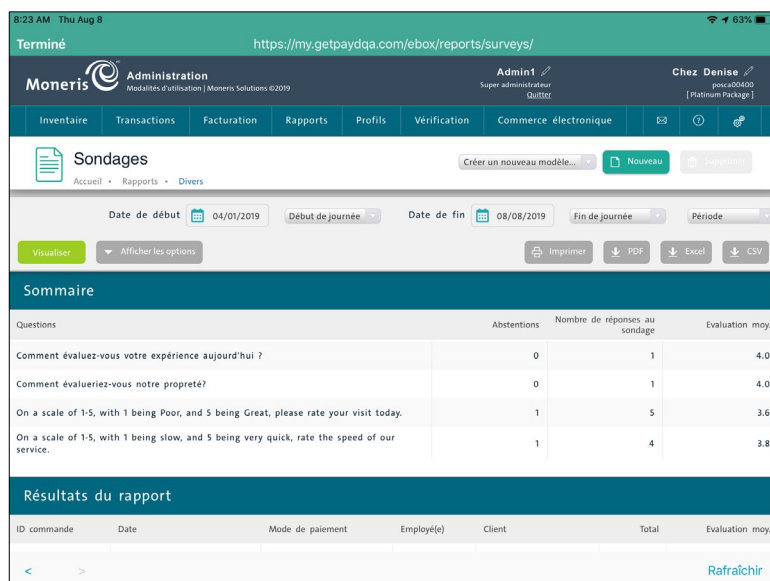 8:23 AM Thu Aug 8 63%
Terminé https://my.getpaydqa.com/ebox/reports/surveys/
Moneris Administration
Modalités d'utilisation | Moneris Solutions ©2019
Admin1
Super administrateur
Quitter
Chez Denise
posca00400
[ Platinum Package ]
Inventaire Transactions Facturation Rapports Profils Vérification Commerce électronique
Sondages
Accueil • Rapports • Divers
Créer un nouveau modèle... Nouveau Supprimer
Date de début 04/01/2019 Début de journée Date de fin 08/08/2019 Fin de journée Période
Visualiser Afficher les options Imprimer PDF Excel CSV
Sommaire
Questions Abstentions Nombre de réponses au sondage Evaluation moy.
Comment évaluez-vous votre expérience aujourd'hui ? 0 1 4.0
Comment évalueriez-vous notre propreté? 0 1 4.0
On a scale of 1-5, with 1 being Poor, and 5 being Great, please rate your visit today. 1 5 3.6
On a scale of 1-5, with 1 being slow, and 5 being very quick, rate the speed of our
service. 1 4 3.8
Résultats du rapport
ID commande Date Mode de paiement Employé(e) Client Total Evaluation moy.
< > Rafraîchir